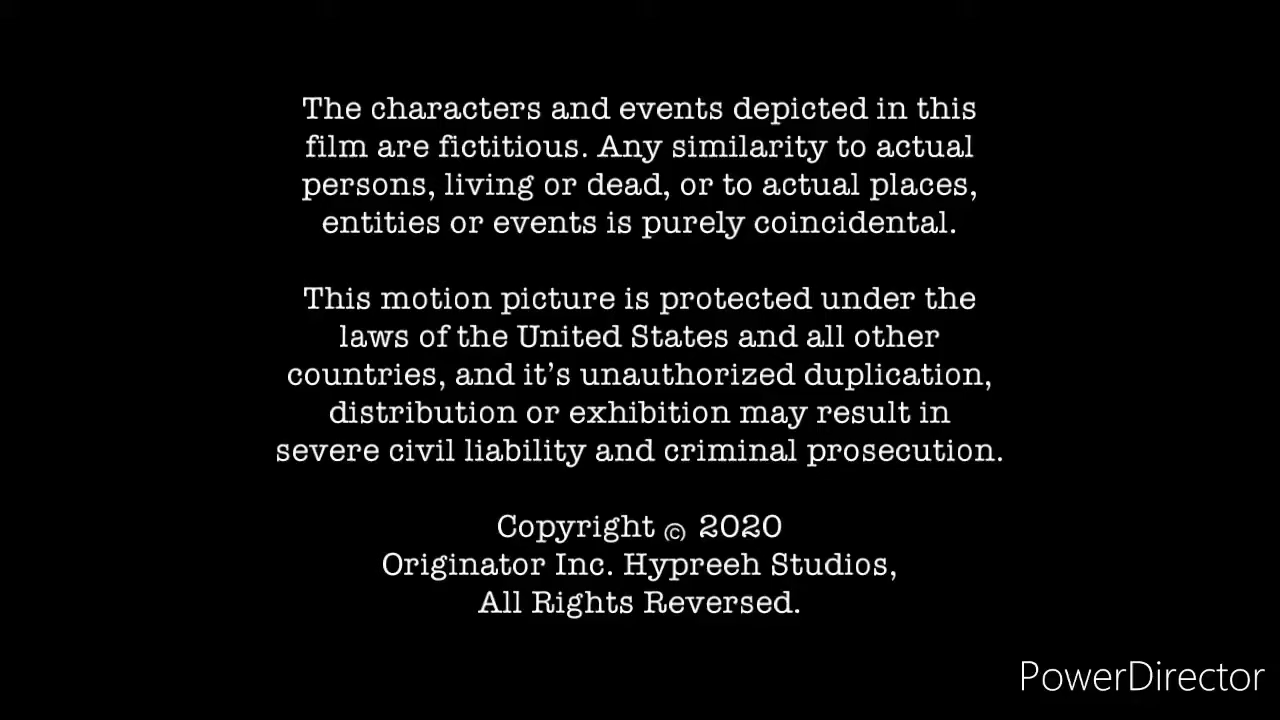 The characters and events depicted in this
film are fictitious. Any similarity to actual
persons, living or dead, or to actual places,
entities or events is purely coincidental.
This motion picture is protected under the
laws of the United States and all other
countries, and it’s unauthorized duplication,
distribution or exhibition may result in
severe civil liability and criminal prosecution.
Copyright © 2020
Originator Inc. Hypreeh Studios,
All Rights Reversed.
PowerDirector